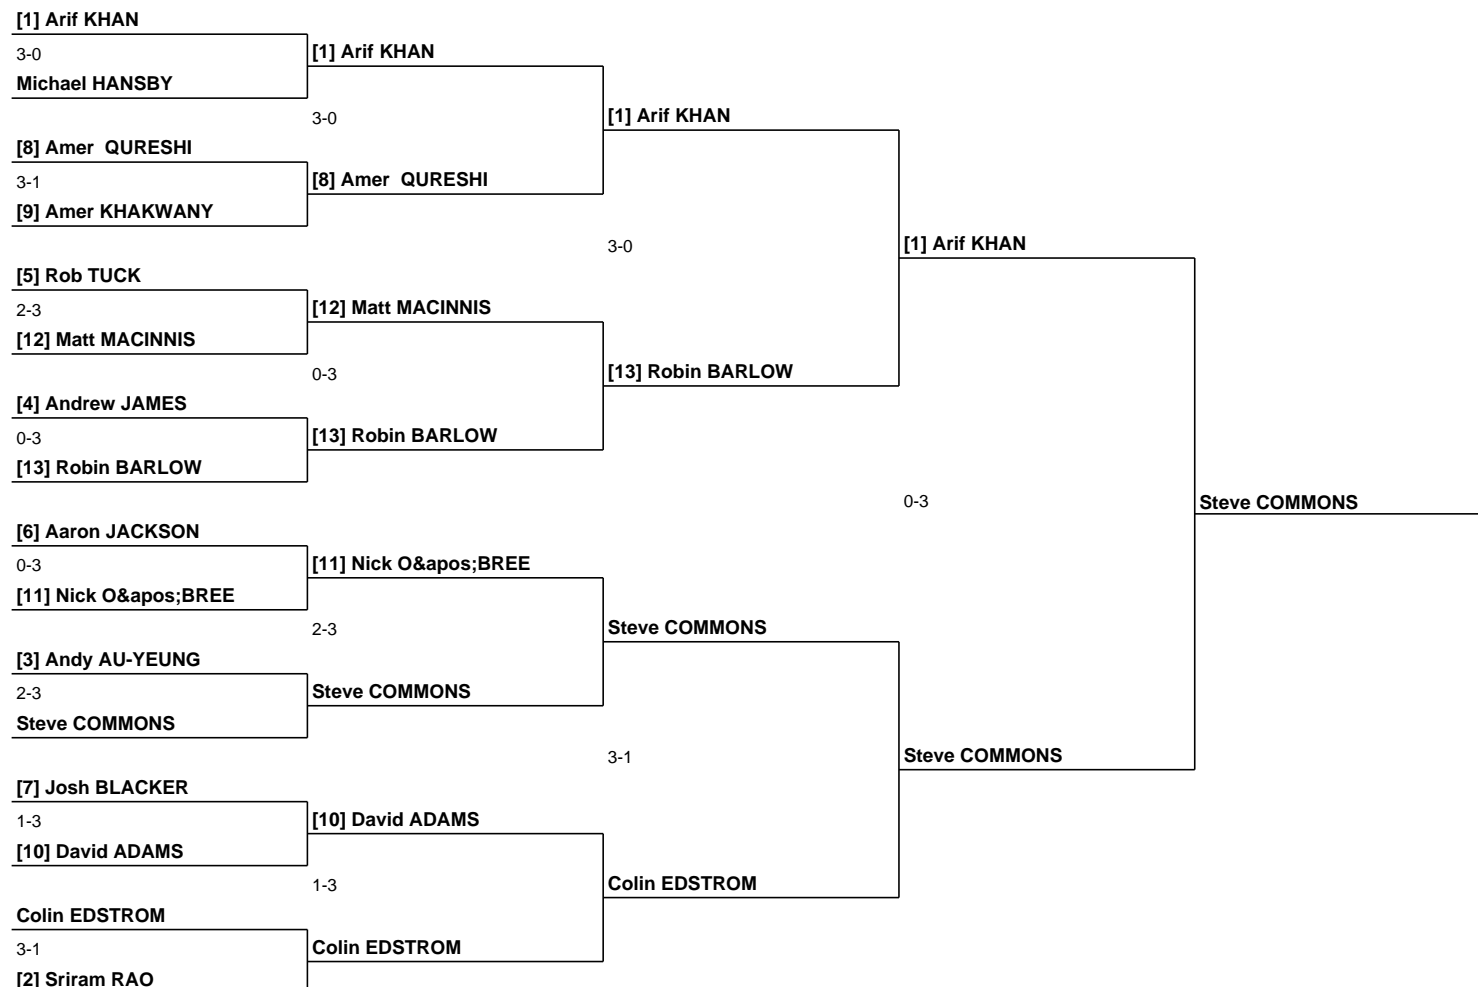 [1] Arif KHAN
3-0
Michael HANSBY
[8] Amer  QURESHI
3-1
[9] Amer KHAKWANY
[5] Rob TUCK
2-3
[12] Matt MACINNIS
[4] Andrew JAMES
0-3
[13] Robin BARLOW
[6] Aaron JACKSON
0-3
[11] Nick O&apos;BREE
[3] Andy AU-YEUNG
2-3
Steve COMMONS
[7] Josh BLACKER
1-3
[10] David ADAMS
Colin EDSTROM
3-1
[2] Sriram RAO
[1] Arif KHAN
3-0
[8] Amer  QURESHI
[12] Matt MACINNIS
0-3
[13] Robin BARLOW
[11] Nick O&apos;BREE
2-3
Steve COMMONS
[10] David ADAMS
1-3
Colin EDSTROM
[1] Arif KHAN
3-0
[13] Robin BARLOW
Steve COMMONS
3-1
Colin EDSTROM
[1] Arif KHAN
0-3
Steve COMMONS
Steve COMMONS